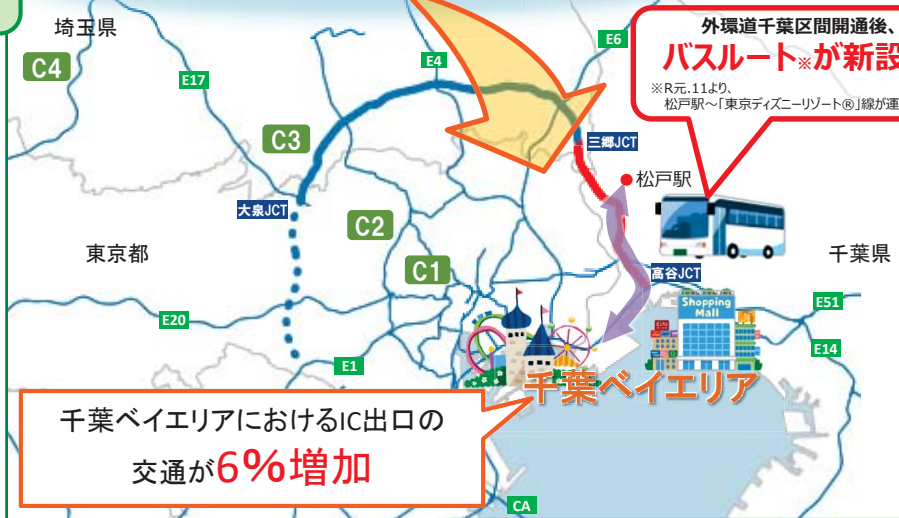 埼玉県
C4
E17
E4
E6
外環道千葉区間開通後、
バスルート※が新設
※R元.11より、
松戸駅～「東京ディズニーリゾート®」線が運
C3
三郷JCT
松戸駅
大泉JCT
C2
東京都
千葉県
C1
高谷JCT
Shopping
Mall
E51
E20
E14
E1
千葉ベイエリア
千葉ベイエリアにおけるIC出口の
交通が6%増加
CA